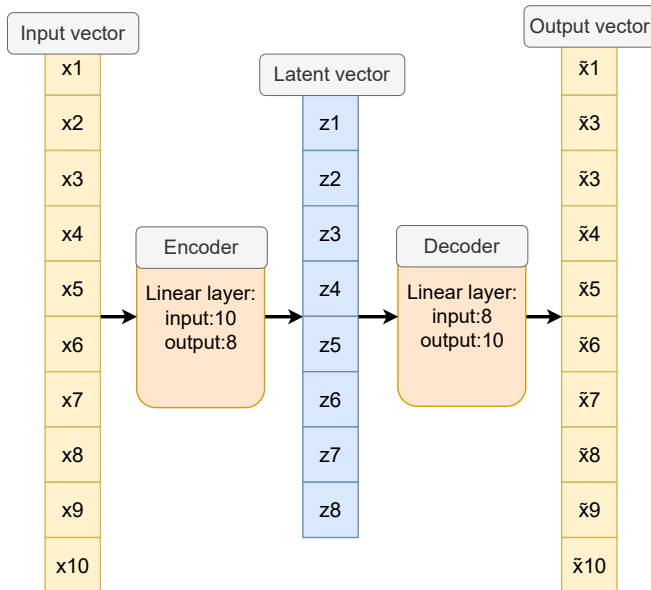 Input vector
x1
x2
x3
x4
x5
x6
x7
x8
x9
x10
Encoder
Linear layer:
input:10
output:8
Latent vector
z1
z2
z3
z4
z5
z6
z7
z8
Decoder
Linear layer:
input:8
output:10
Output vector
x̃1
x̃3
x̃3
x̃4
x̃5
x̃6
x̃7
x̃8
x̃9
x̃10